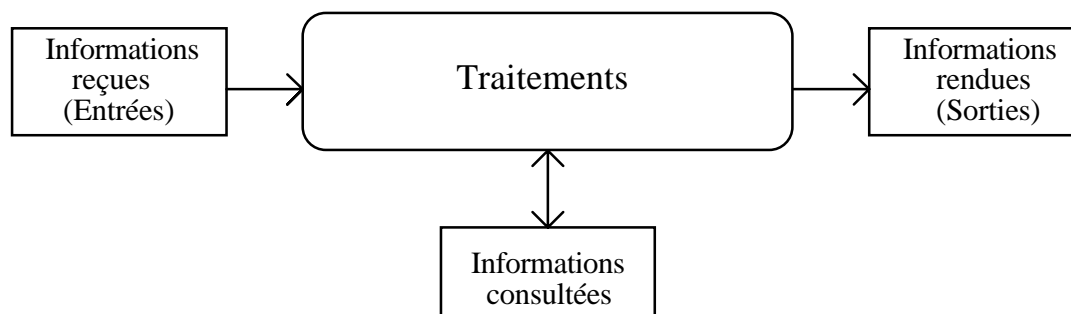 Informations
reçues
(Entrées)
Traitements
Informations
rendues
(Sorties)
Informations
consultées